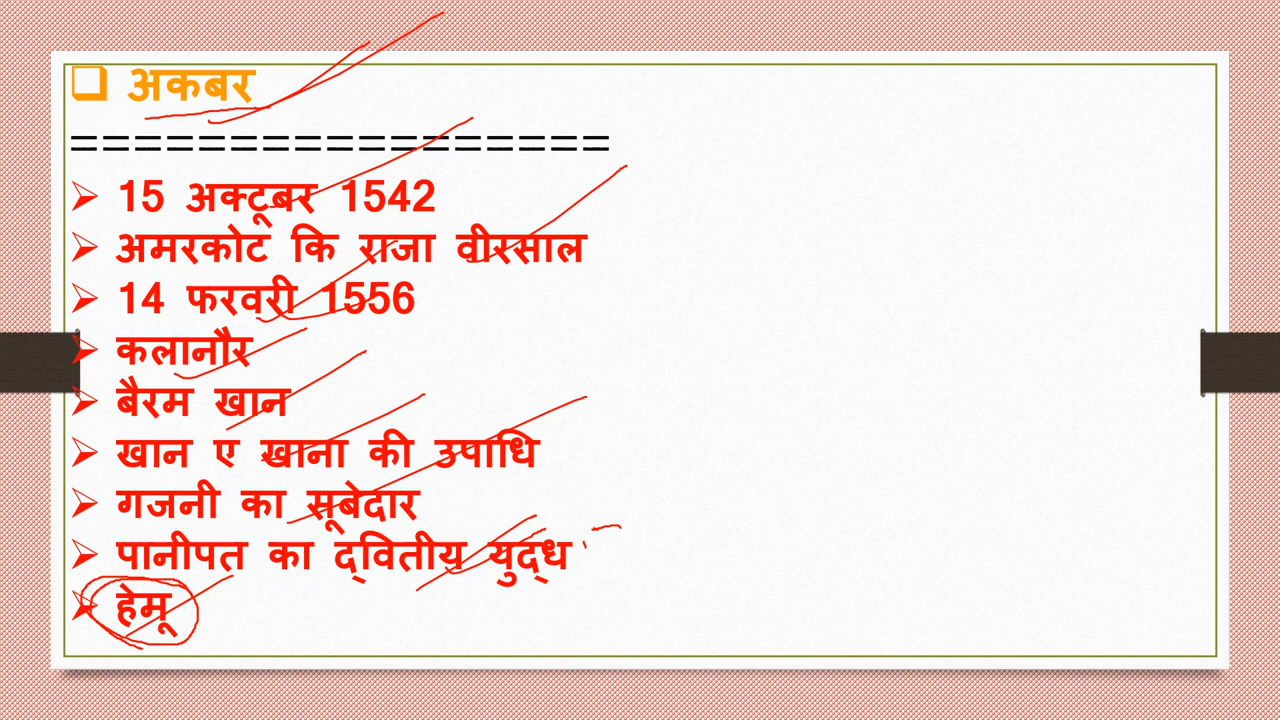 अकबर
=================
15 अक्टूबर 1542
अमरकोट कि राजा वीरसाल
14 फरवरी 1556
कलानौर
बैरम खान
खान ए खाना की उपाधि
गजनी का सूबेदार
पानीपत का द्वितीय युद्ध
हेमू